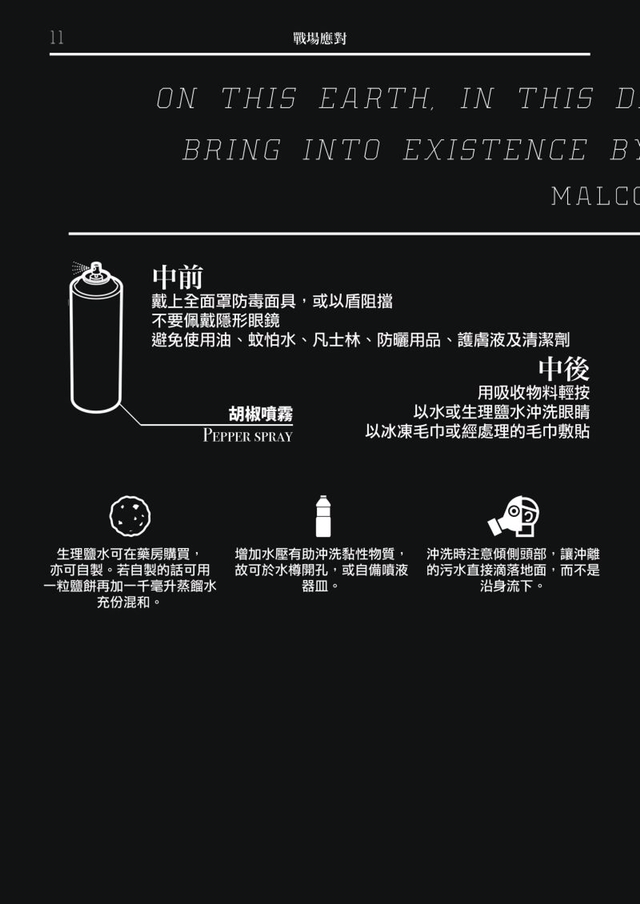 11
戰場應對
ON THIS EARTH, IN THIS D
BRING INTO EXISTENCE BY
MALCO
中前
戴上全面罩防毒面具，或以盾阻擋
不要佩戴隱形眼鏡
避免使用油、蚊怕水、凡士林、防曬用品、護膚液及清潔劑
中後
用吸收物料輕按
以水或生理鹽水沖洗眼睛
以冰凍毛巾或經處理的毛巾敷貼
胡椒噴霧
PEPPER SPRAY
生理鹽水可在藥房購買，
亦可自製。若自製的話可用
一粒鹽餅再加一千毫升蒸餾水
充份混和。
增加水壓有助沖洗黏性物質，
故可於水樽開孔，或自備噴液
器皿。
沖洗時注意傾側頭部，讓沖離
的污水直接滴落地面，而不是
沿身流下。